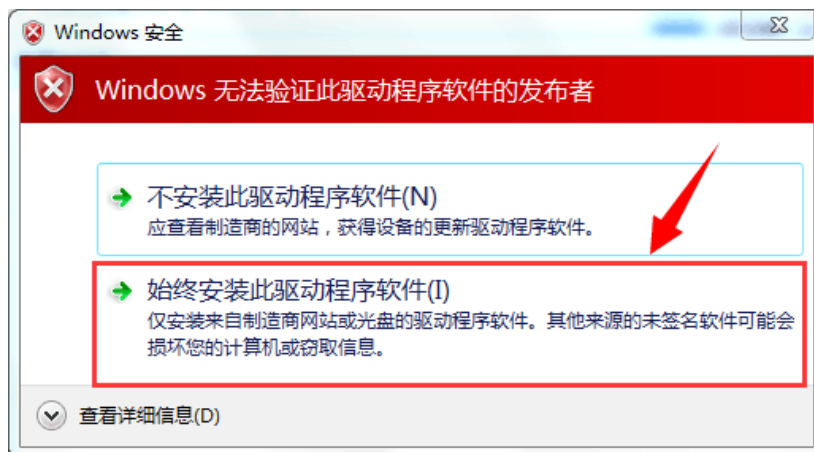 Windows 安全
Windows 无法验证此驱动程序软件的发布者
不安装此驱动程序软件(N)
应查看制造商的网站，获得设备的更新驱动程序软件。
始终安装此驱动程序软件(I)
仅安装来自制造商网站或光盘的驱动程序软件。其他来源的未签名软件可能会
损坏您的计算机或窃取信息。
查看详细信息(D)